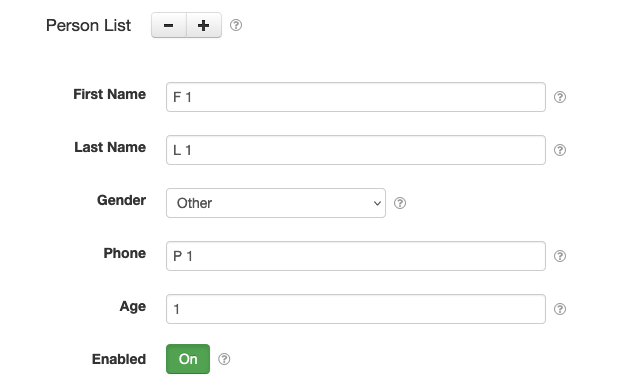 Person List - + ?
First Name F 1 ?
Last Name L 1 ?
Gender Other ?
Phone P 1 ?
Age 1 ?
Enabled On ?